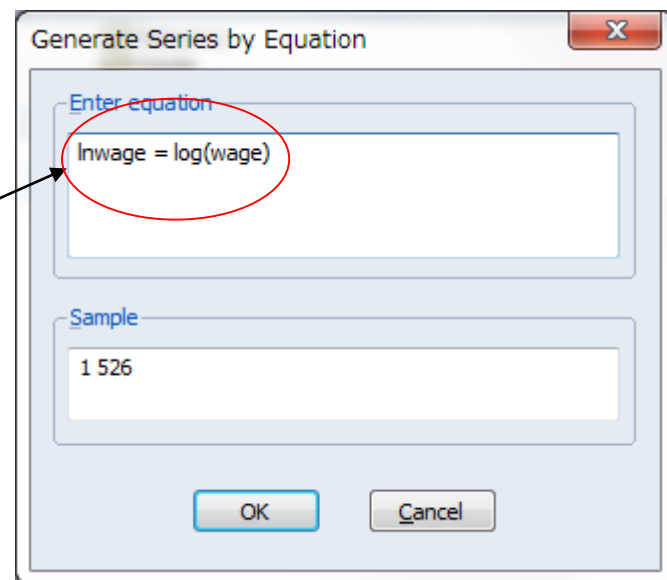 Generate Series by Equation
Enter equation
lnwage = log(wage)
Sample
1 526
OK
Cancel